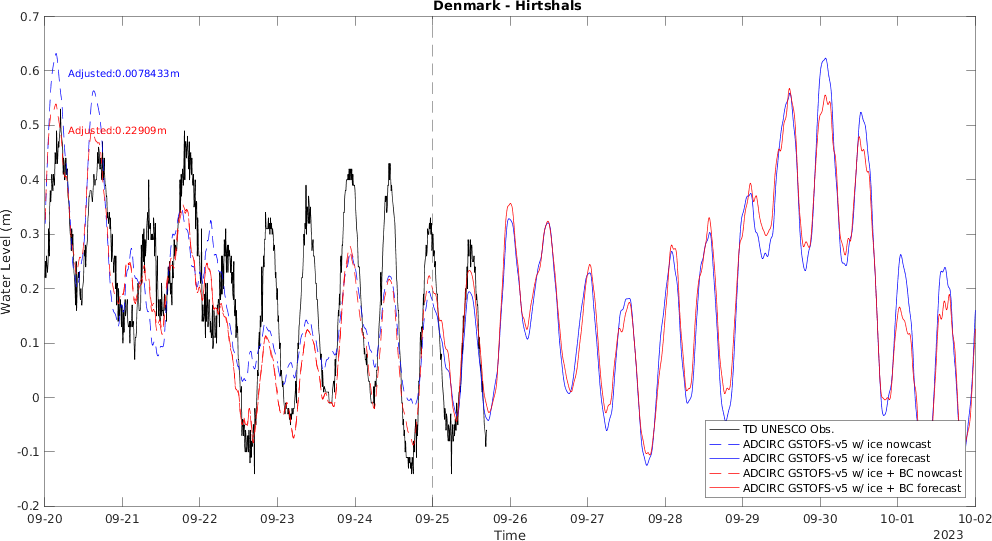 Denmark - Hirtshals
0.7
0.6
0.5
0.4
0.3
0.2
0.1
0
-0.1
-0.2
Water Level (m)
Adjusted:0.0078433m
Adjusted:0.22909m
TD UNESCO Obs.
ADCIRC GSTOFS-v5 w/ ice nowcast
ADCIRC GSTOFS-v5 w/ ice forecast
ADCIRC GSTOFS-v5 w/ ice + BC nowcast
ADCIRC GSTOFS-v5 w/ ice + BC forecast
09-20 09-21 09-22 09-23 09-24 09-25 09-26 09-27 09-28 09-29 09-30 10-01 10-02
Time
2023